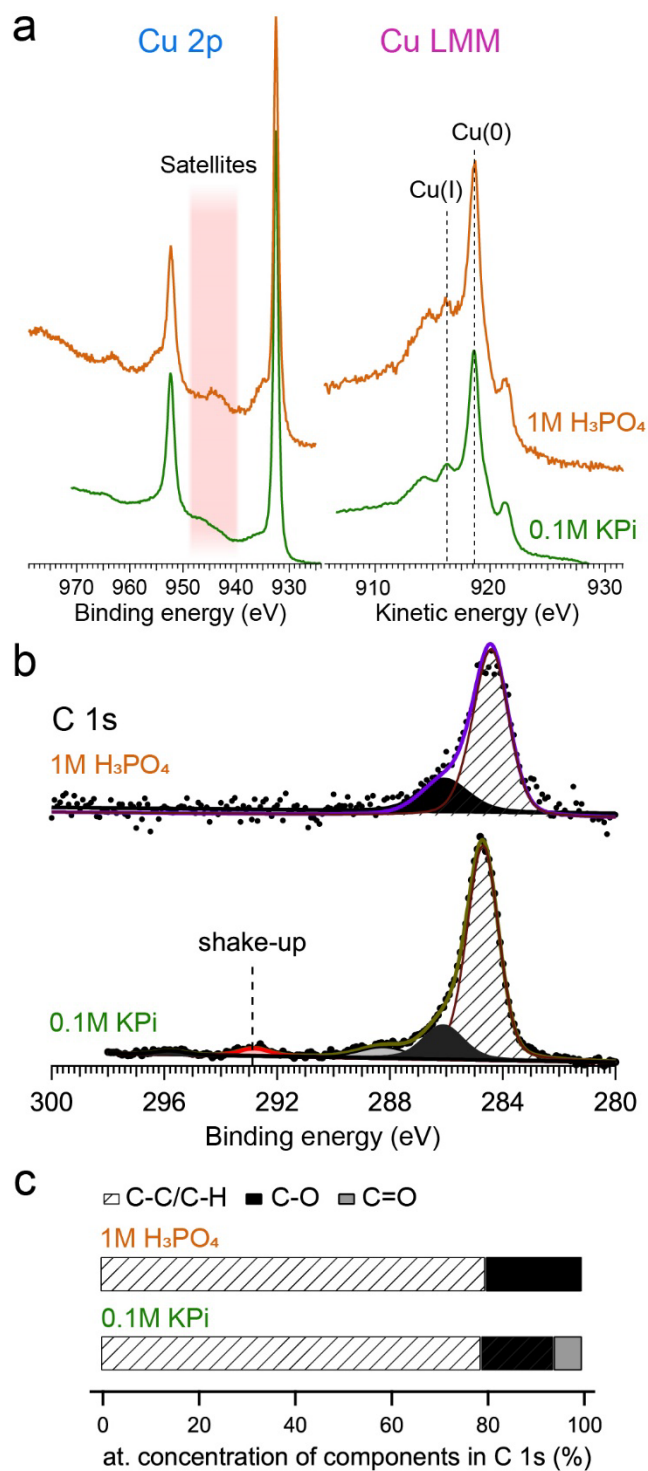 a
Cu 2p
Cu LMM
Satellites
Cu(I)
Cu(0)
1M H₃PO₄
0.1M KPi
970 960 950 940 930
910 920 930
Binding energy (eV)
Kinetic energy (eV)
b
C 1s
1M H₃PO₄
shake-up
0.1M KPi
300 296 292 288 284 280
Binding energy (eV)
c
C-C/C-H C-O C=O
1M H₃PO₄
0.1M KPi
0 20 40 60 80 100
at. concentration of components in C 1s (%)